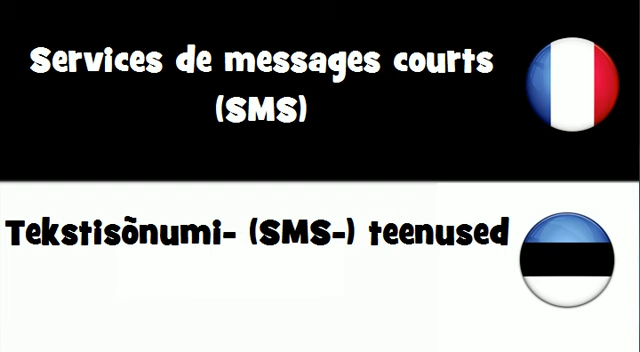 Services de messages courts
(SMS)
Tekstisõnumi- (SMS-) teenused